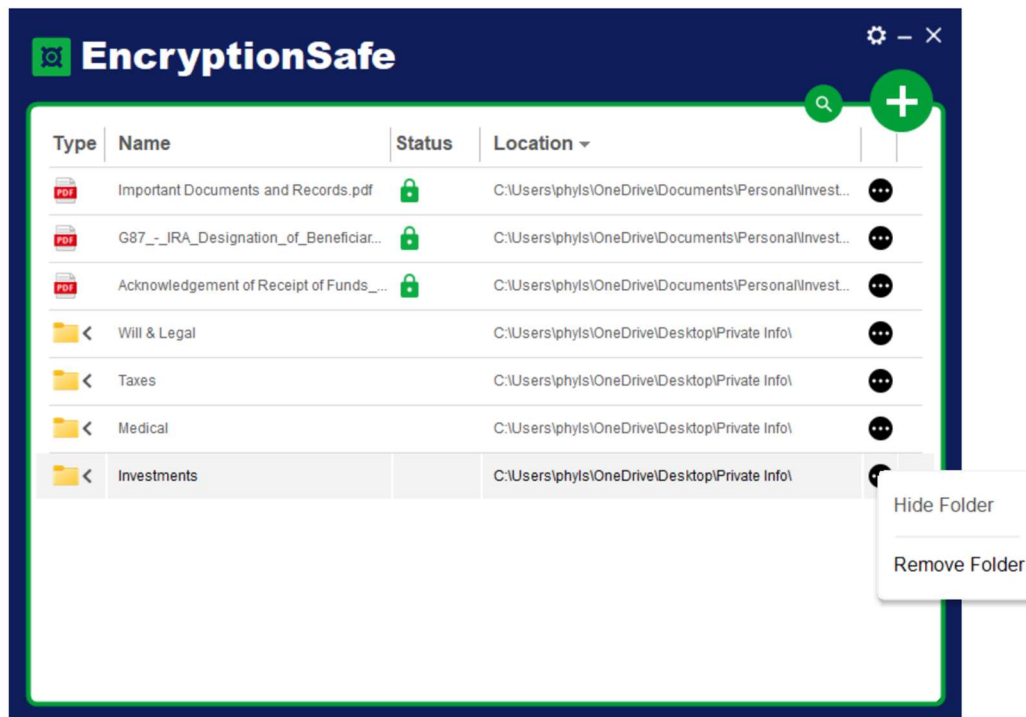 EncryptionSafe
Type Name Status Location
PDF Important Documents and Records.pdf C:\Users\phyls\OneDrive\Documents\Personal\Invest...
PDF G87_-_IRA_Designation_of_Beneficiar... C:\Users\phyls\OneDrive\Documents\Personal\Invest...
PDF Acknowledgement of Receipt of Funds_... C:\Users\phyls\OneDrive\Documents\Personal\Invest...
Will & Legal C:\Users\phyls\OneDrive\Desktop\Private Info\
Taxes C:\Users\phyls\OneDrive\Desktop\Private Info\
Medical C:\Users\phyls\OneDrive\Desktop\Private Info\
Investments C:\Users\phyls\OneDrive\Desktop\Private Info\
Hide Folder
Remove Folder